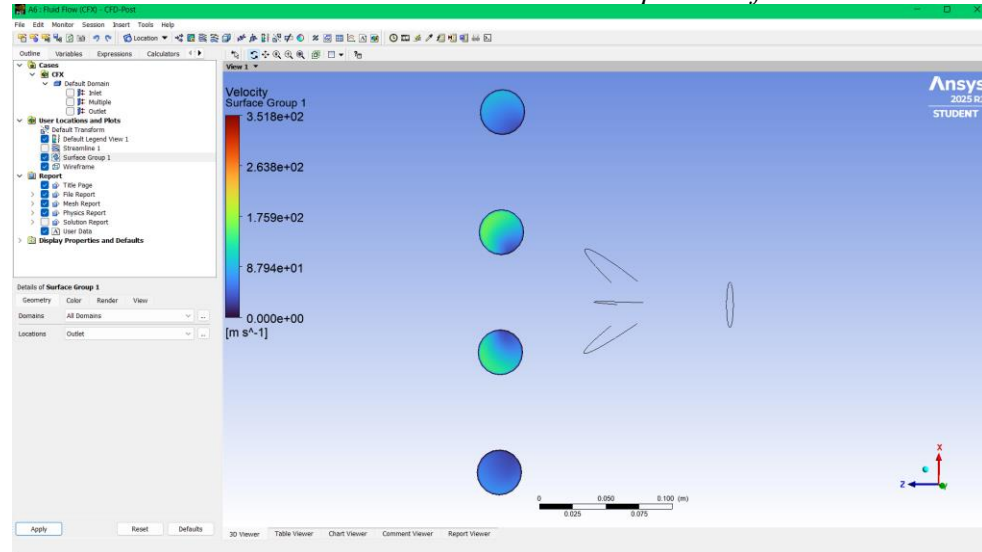 A6 : Fluid Flow (CFX) - CFD-Post
File Edit Monitor Session Insert Tools Help
Location
Outline Variables Expressions Calculators
View 1
Cases
CFX
Default Domain
Inlet
Multiple
Outlet
User Locations and Plots
Default Transform
Default Legend View 1
Streamline 1
Surface Group 1
Wireframe
Report
Title Page
File Report
Mesh Report
Physics Report
Solution Report
User Data
Display Properties and Defaults
Details of Surface Group 1
Geometry Color Render View
Domains All Domains
Locations Outlet
Apply Reset Defaults
Velocity
Surface Group 1
3.518e+02
2.638e+02
1.759e+02
8.794e+01
0.000e+00
[m s^-1]
Ansys
2025 R
STUDENT
0 0.050 0.100 (m)
0.025 0.075
X
Z
3D Viewer Table Viewer Chart Viewer Comment Viewer Report Viewer